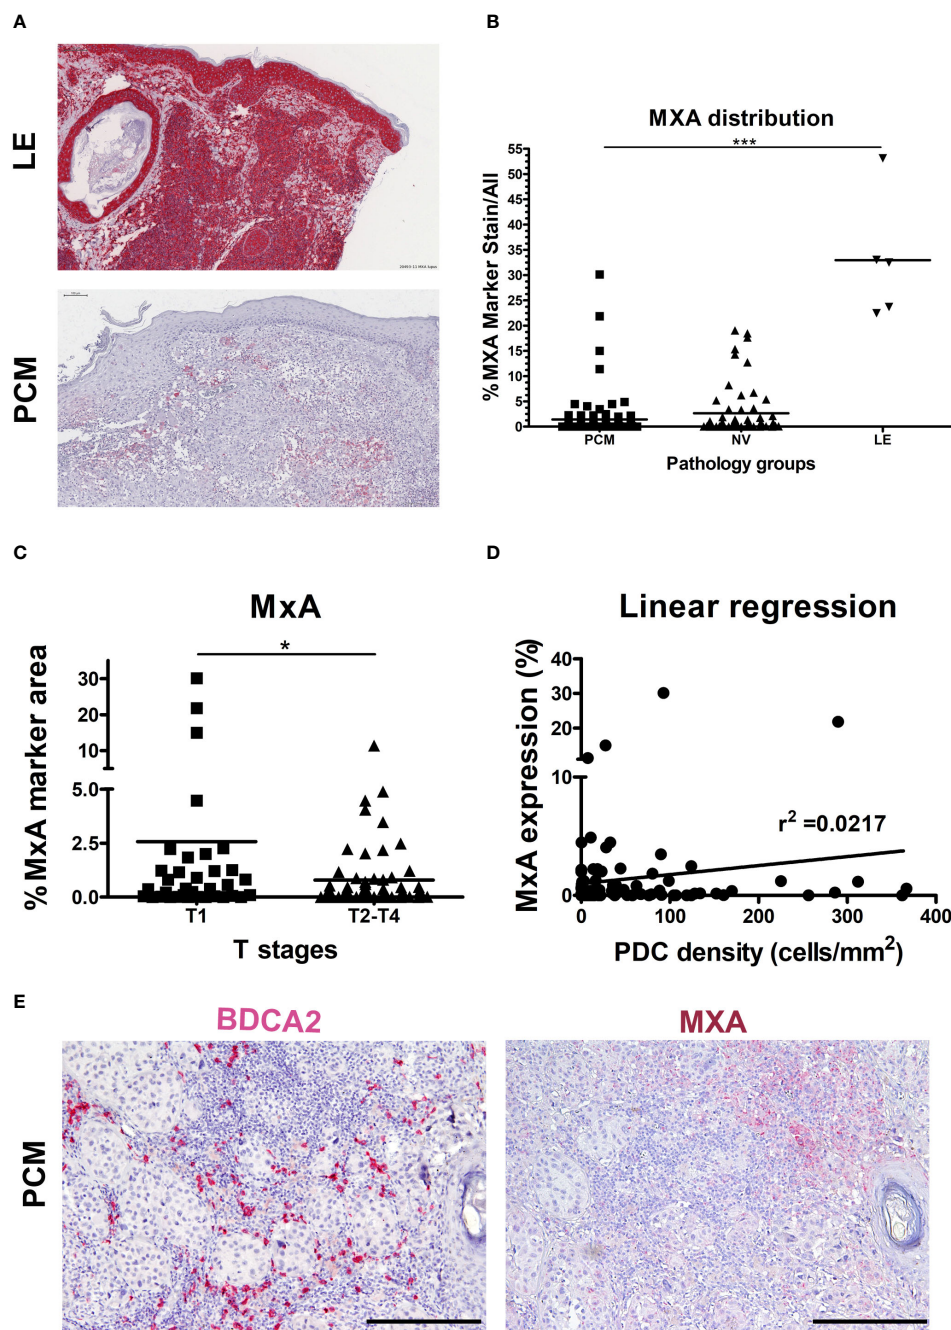 A
LE
PCM
B
MXA distribution
***
% MXA Marker Stain/All
55
50
45
40
35
30
25
20
15
10
5
0
PCM NV LE
Pathology groups
C
MxA
*
% MxA marker area
30
20
10
5.0
2.5
0.0
T1 T2-T4
T stages
D
Linear regression
MxA expression (%)
40
30
20
10
0
r² =0.0217
0 100 200 300 400
PDC density (cells/mm²)
E
BDCA2 MXA
PCM